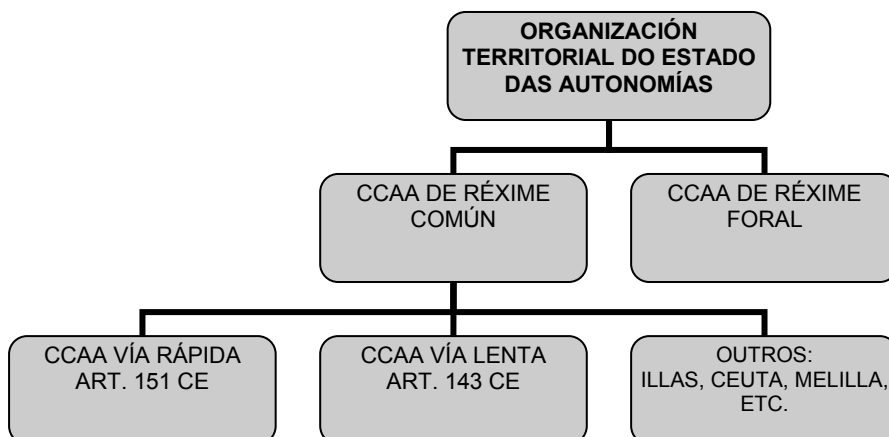 ORGANIZACIÓN
TERRITORIAL DO ESTADO
DAS AUTONOMÍAS
CCAA DE RÉXIME
COMÚN
CCAA DE RÉXIME
FORAL
CCAA VÍA RÁPIDA
ART. 151 CE
CCAA VÍA LENTA
ART. 143 CE
OUTROS:
ILLAS, CEUTA, MELILLA,
ETC.